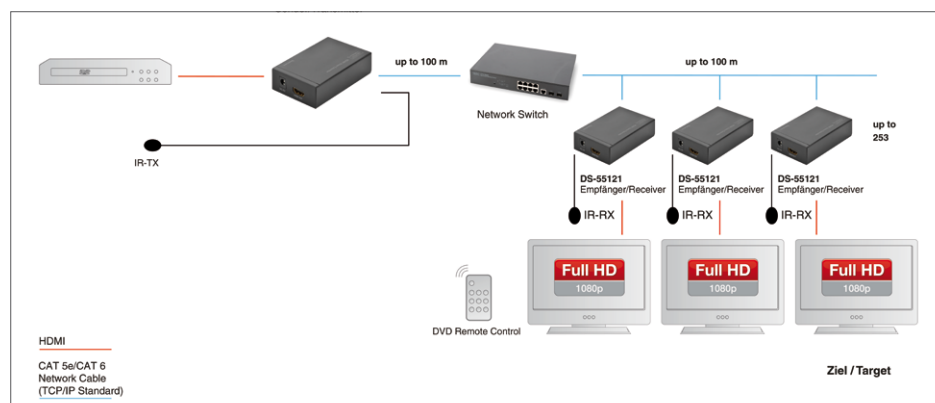 up to 100 m
up to 100 m
Network Switch
up to
253
IR-TX
DS-55121
Empfänger/Receiver
DS-55121
Empfänger/Receiver
DS-55121
Empfänger/Receiver
IR-RX
IR-RX
IR-RX
Full HD
1080p
Full HD
1080p
Full HD
1080p
DVD Remote Control
HDMI
CAT 5e/CAT 6
Network Cable
(TCP/IP Standard)
Ziel / Target